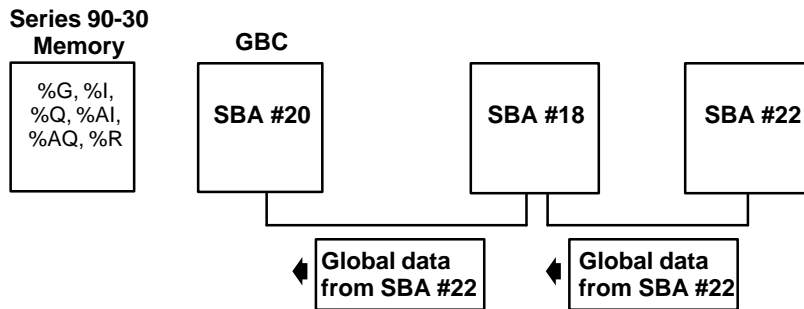 Series 90-30
Memory
GBC
%G, %I,
%Q, %AI,
%AQ, %R
SBA #20
SBA #18
SBA #22
Global data
from SBA #22
Global data
from SBA #22